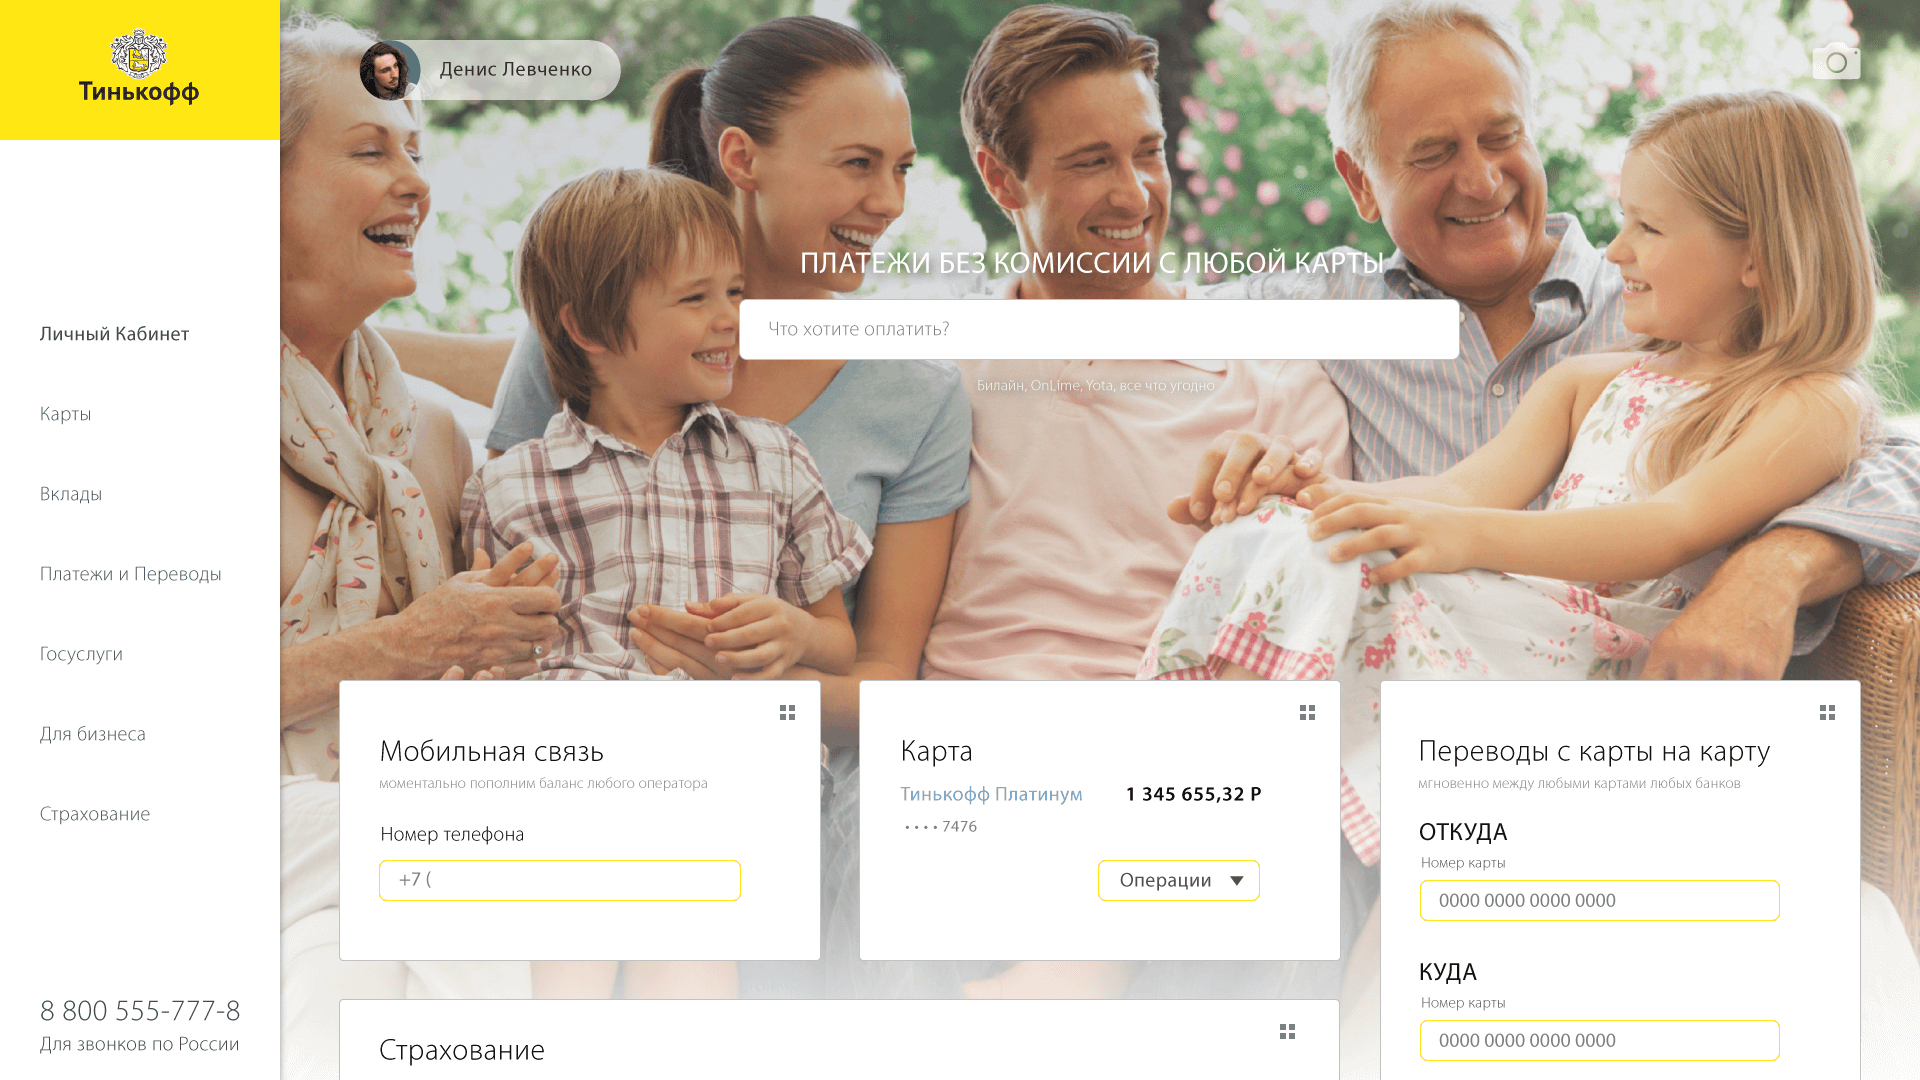 Тинькофф
Денис Левченко
Личный Кабинет
Карты
Вклады
Платежи и Переводы
Госуслуги
Для бизнеса
Страхование
8 800 555-777-8
Для звонков по России
ПЛАТЕЖИ БЕЗ КОМИССИИ С ЛЮБОЙ КАРТЫ
Что хотите оплатить?
Билайн, OnLime, Yota, все что угодно
Мобильная связь
моментально пополним баланс любого оператора
Номер телефона
+7 (
Карта
Тинькофф Платинум 1 345 655,32 Р
•••• 7476
Операции
Переводы с карты на карту
мгновенно между любыми картами любых банков
ОТКУДА
Номер карты
0000 0000 0000 0000
КУДА
Номер карты
0000 0000 0000 0000
Страхование